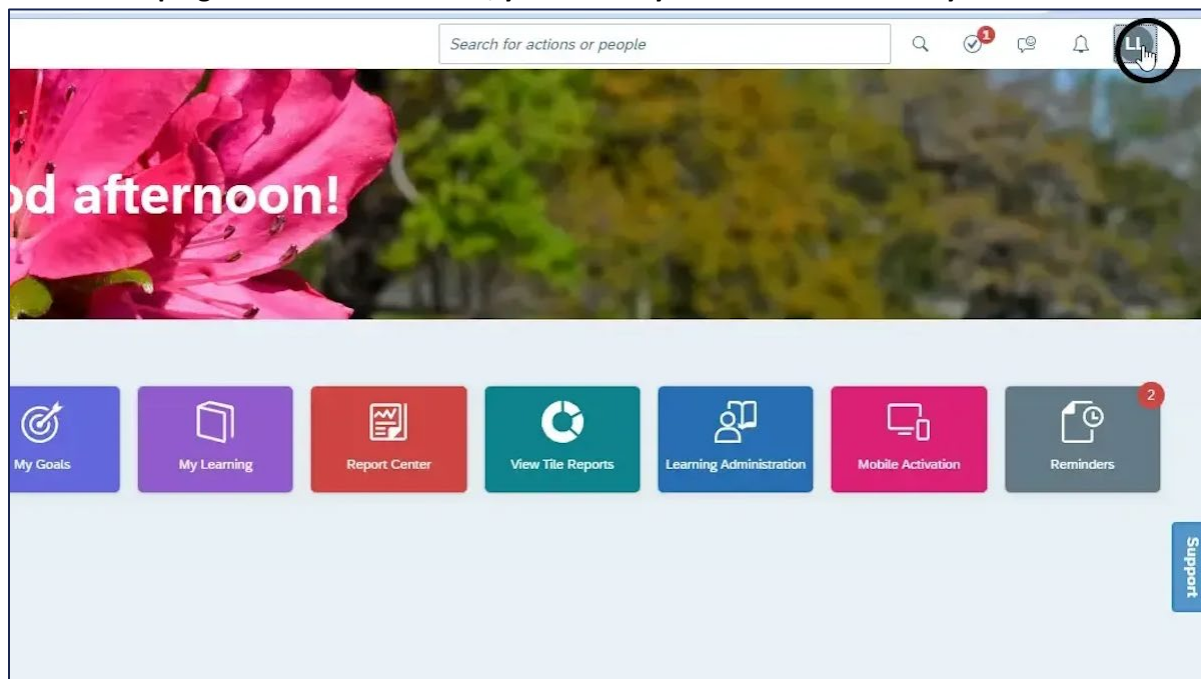 Search for actions or people
1
LL
od afternoon!
2
My Goals
My Learning
Report Center
View Tile Reports
Learning Administration
Mobile Activation
Reminders
Support